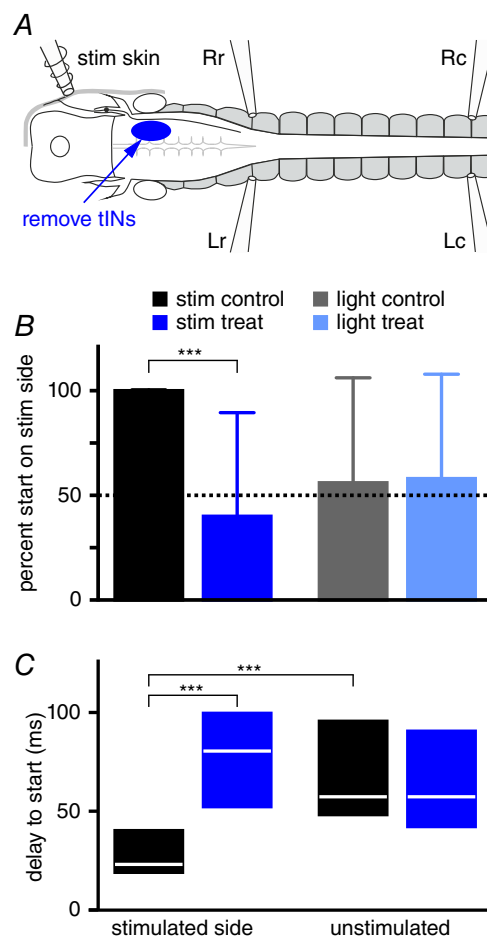 A
stim skin
Rr
Rc
remove tINs
Lr
Lc
B
stim control
light control
stim treat
light treat
percent start on stim side
100
50
0
***
C
delay to start (ms)
100
50
0
***
***
stimulated side
unstimulated